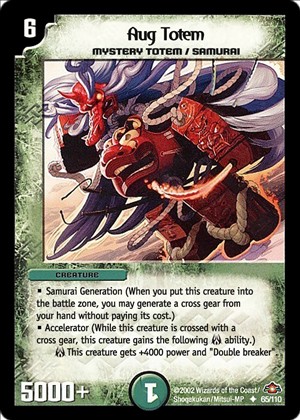 6
Aug Totem
MYSTERY TOTEM / SAMURAI
CREATURE
▪ Samurai Generation (When you put this creature into
the battle zone, you may generate a cross gear from
your hand without paying its cost.)
▪ Accelerator (While this creature is crossed with a
cross gear, this creature gains the following ability.)
This creature gets +4000 power and "Double breaker"
5000+
1
©2002 Wizards of the Coast/
Shogakukan/Mitsui-MP 65/110